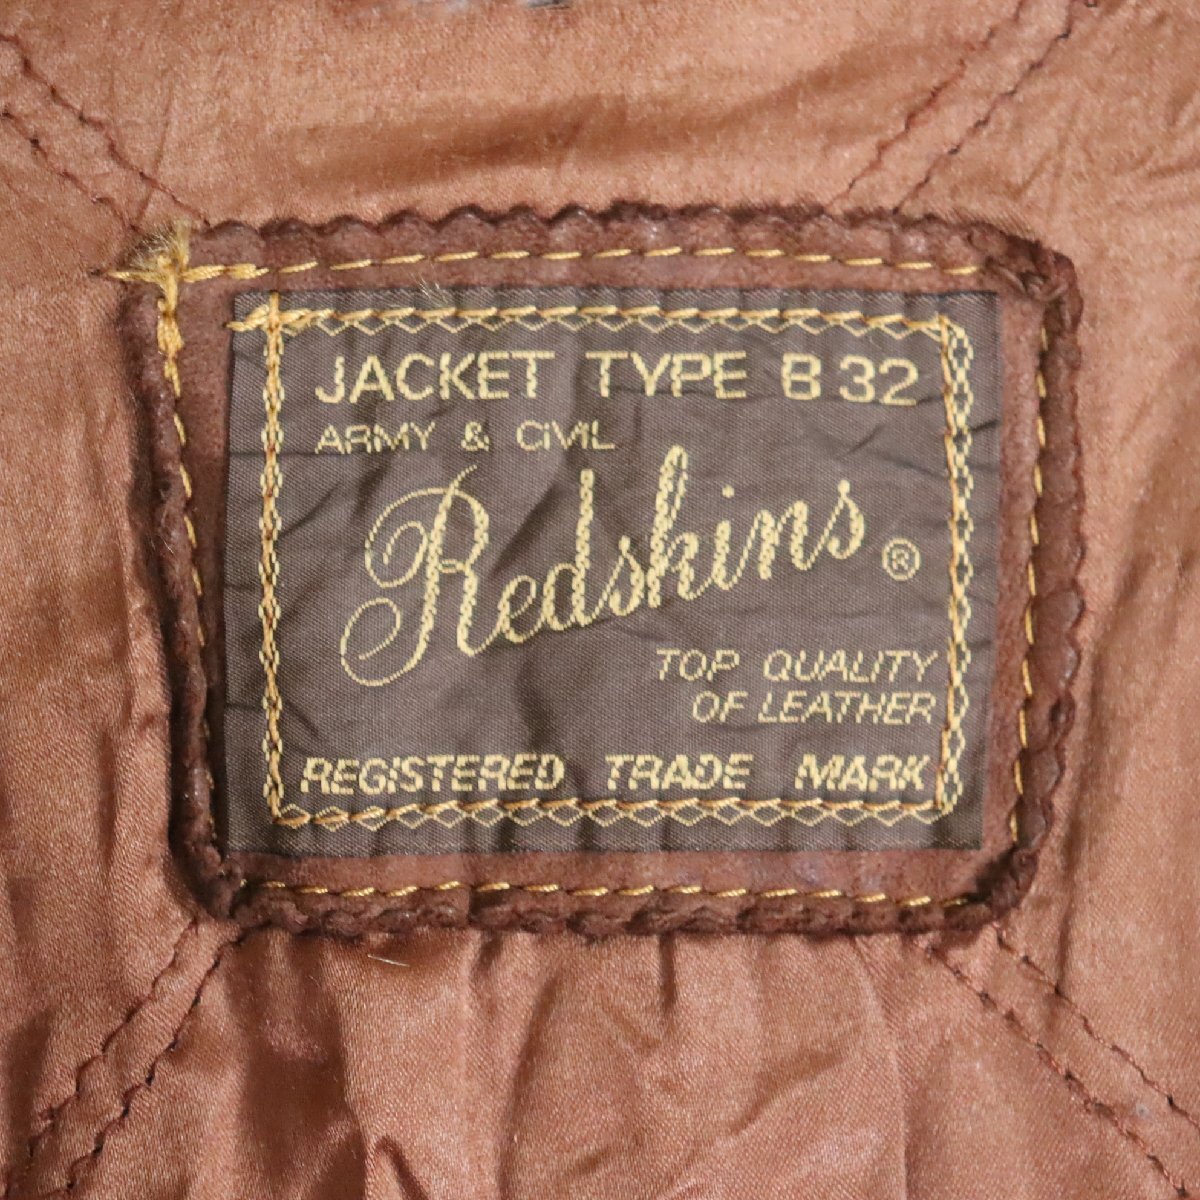 JACKET TYPE B 32
ARMY & CIVIL
Redskins ®
TOP QUALITY
OF LEATHER
REGISTERED TRADE MARK